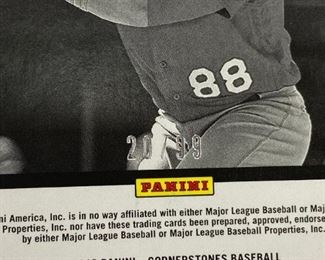 88
PANINI
ni America, Inc. is in no way affiliated with either Major League Baseball or Maj
Properties, Inc. nor have these trading cards been prepared, approved, endorse
by either Major League Baseball or Major League Baseball Properties, Inc.
PANINI - CORNERSTONES BASEBALL